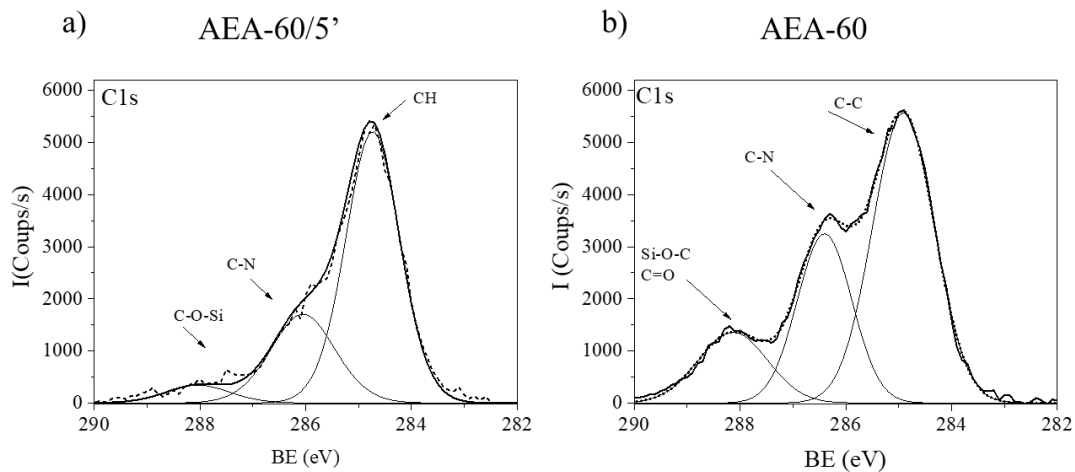 a)
AEA-60/5’
C1s
CH
C-N
C-O-Si
6000
5000
4000
3000
2000
1000
0
I(Coups/s)
290
288
286
284
282
BE (eV)
b)
AEA-60
C1s
C-C
C-N
Si-O-C
C=O
6000
5000
4000
3000
2000
1000
0
I (Coups/s)
290
288
286
284
282
BE (eV)